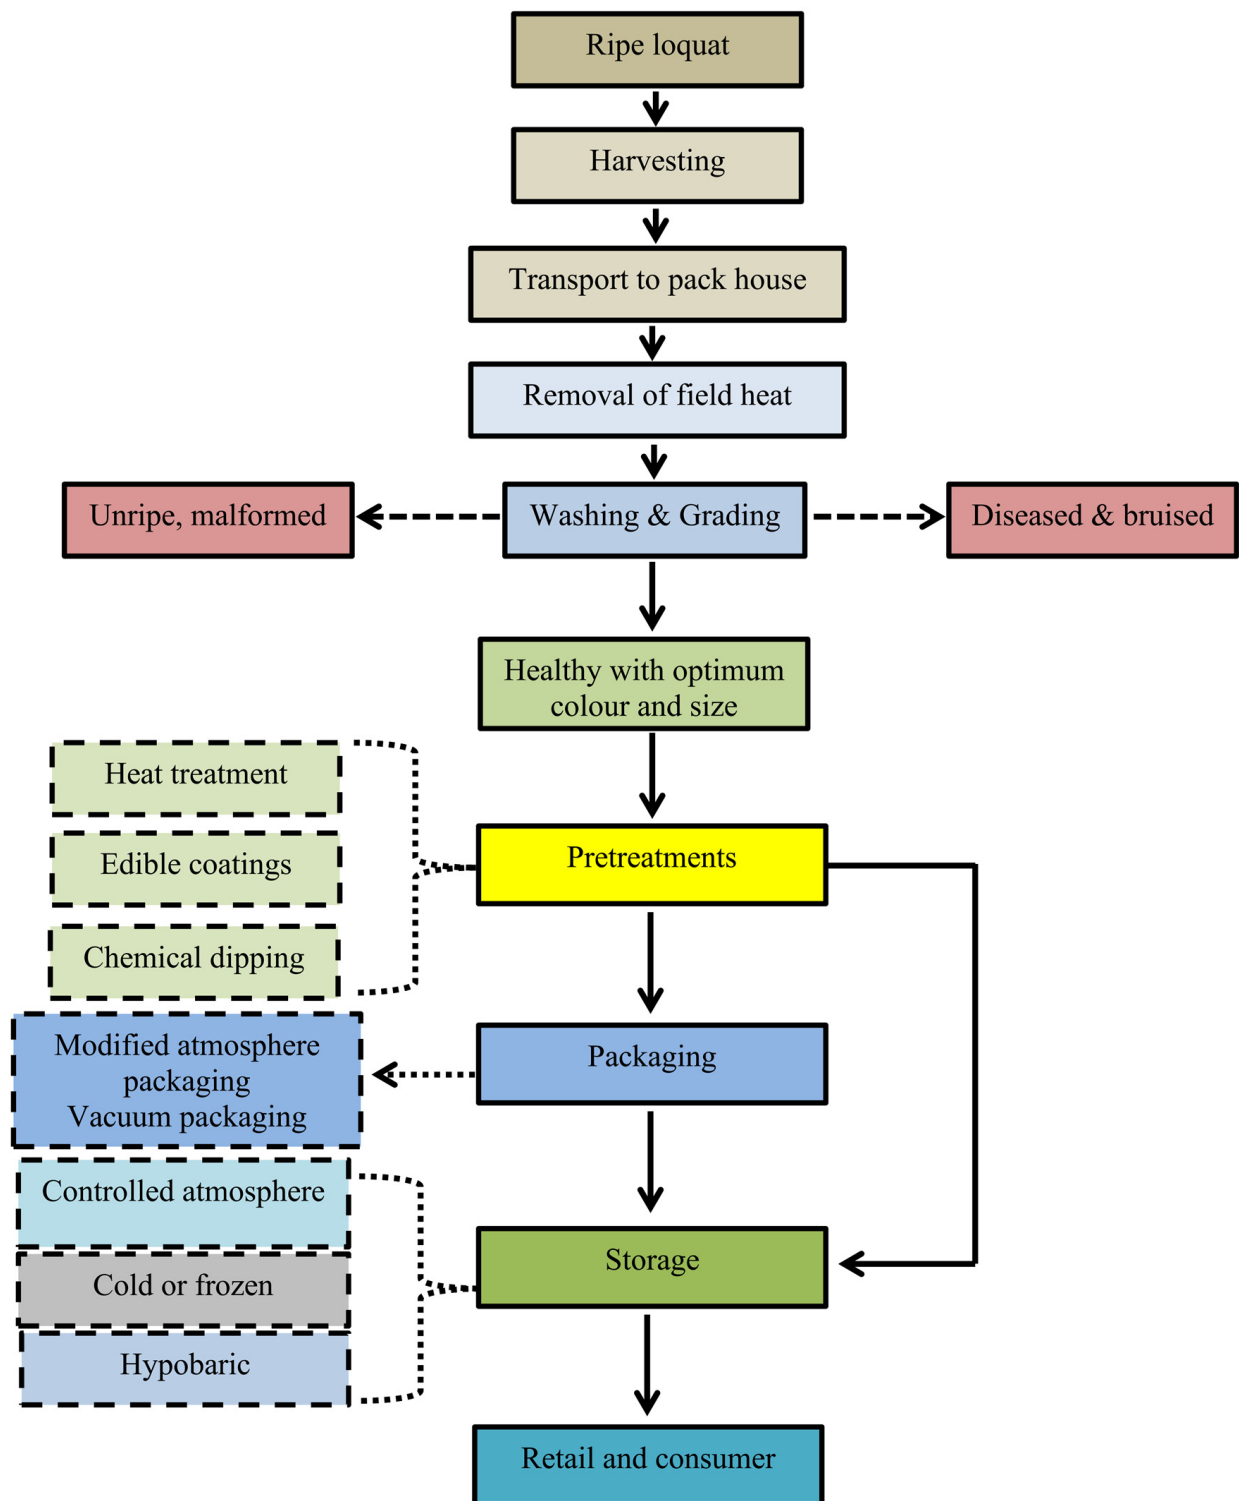 Ripe loquat
Harvesting
Transport to pack house
Removal of field heat
Unripe, malformed
Washing & Grading
Diseased & bruised
Healthy with optimum
colour and size
Heat treatment
Edible coatings
Chemical dipping
Pretreatments
Modified atmosphere
packaging
Vacuum packaging
Packaging
Controlled atmosphere
Cold or frozen
Hypobaric
Storage
Retail and consumer